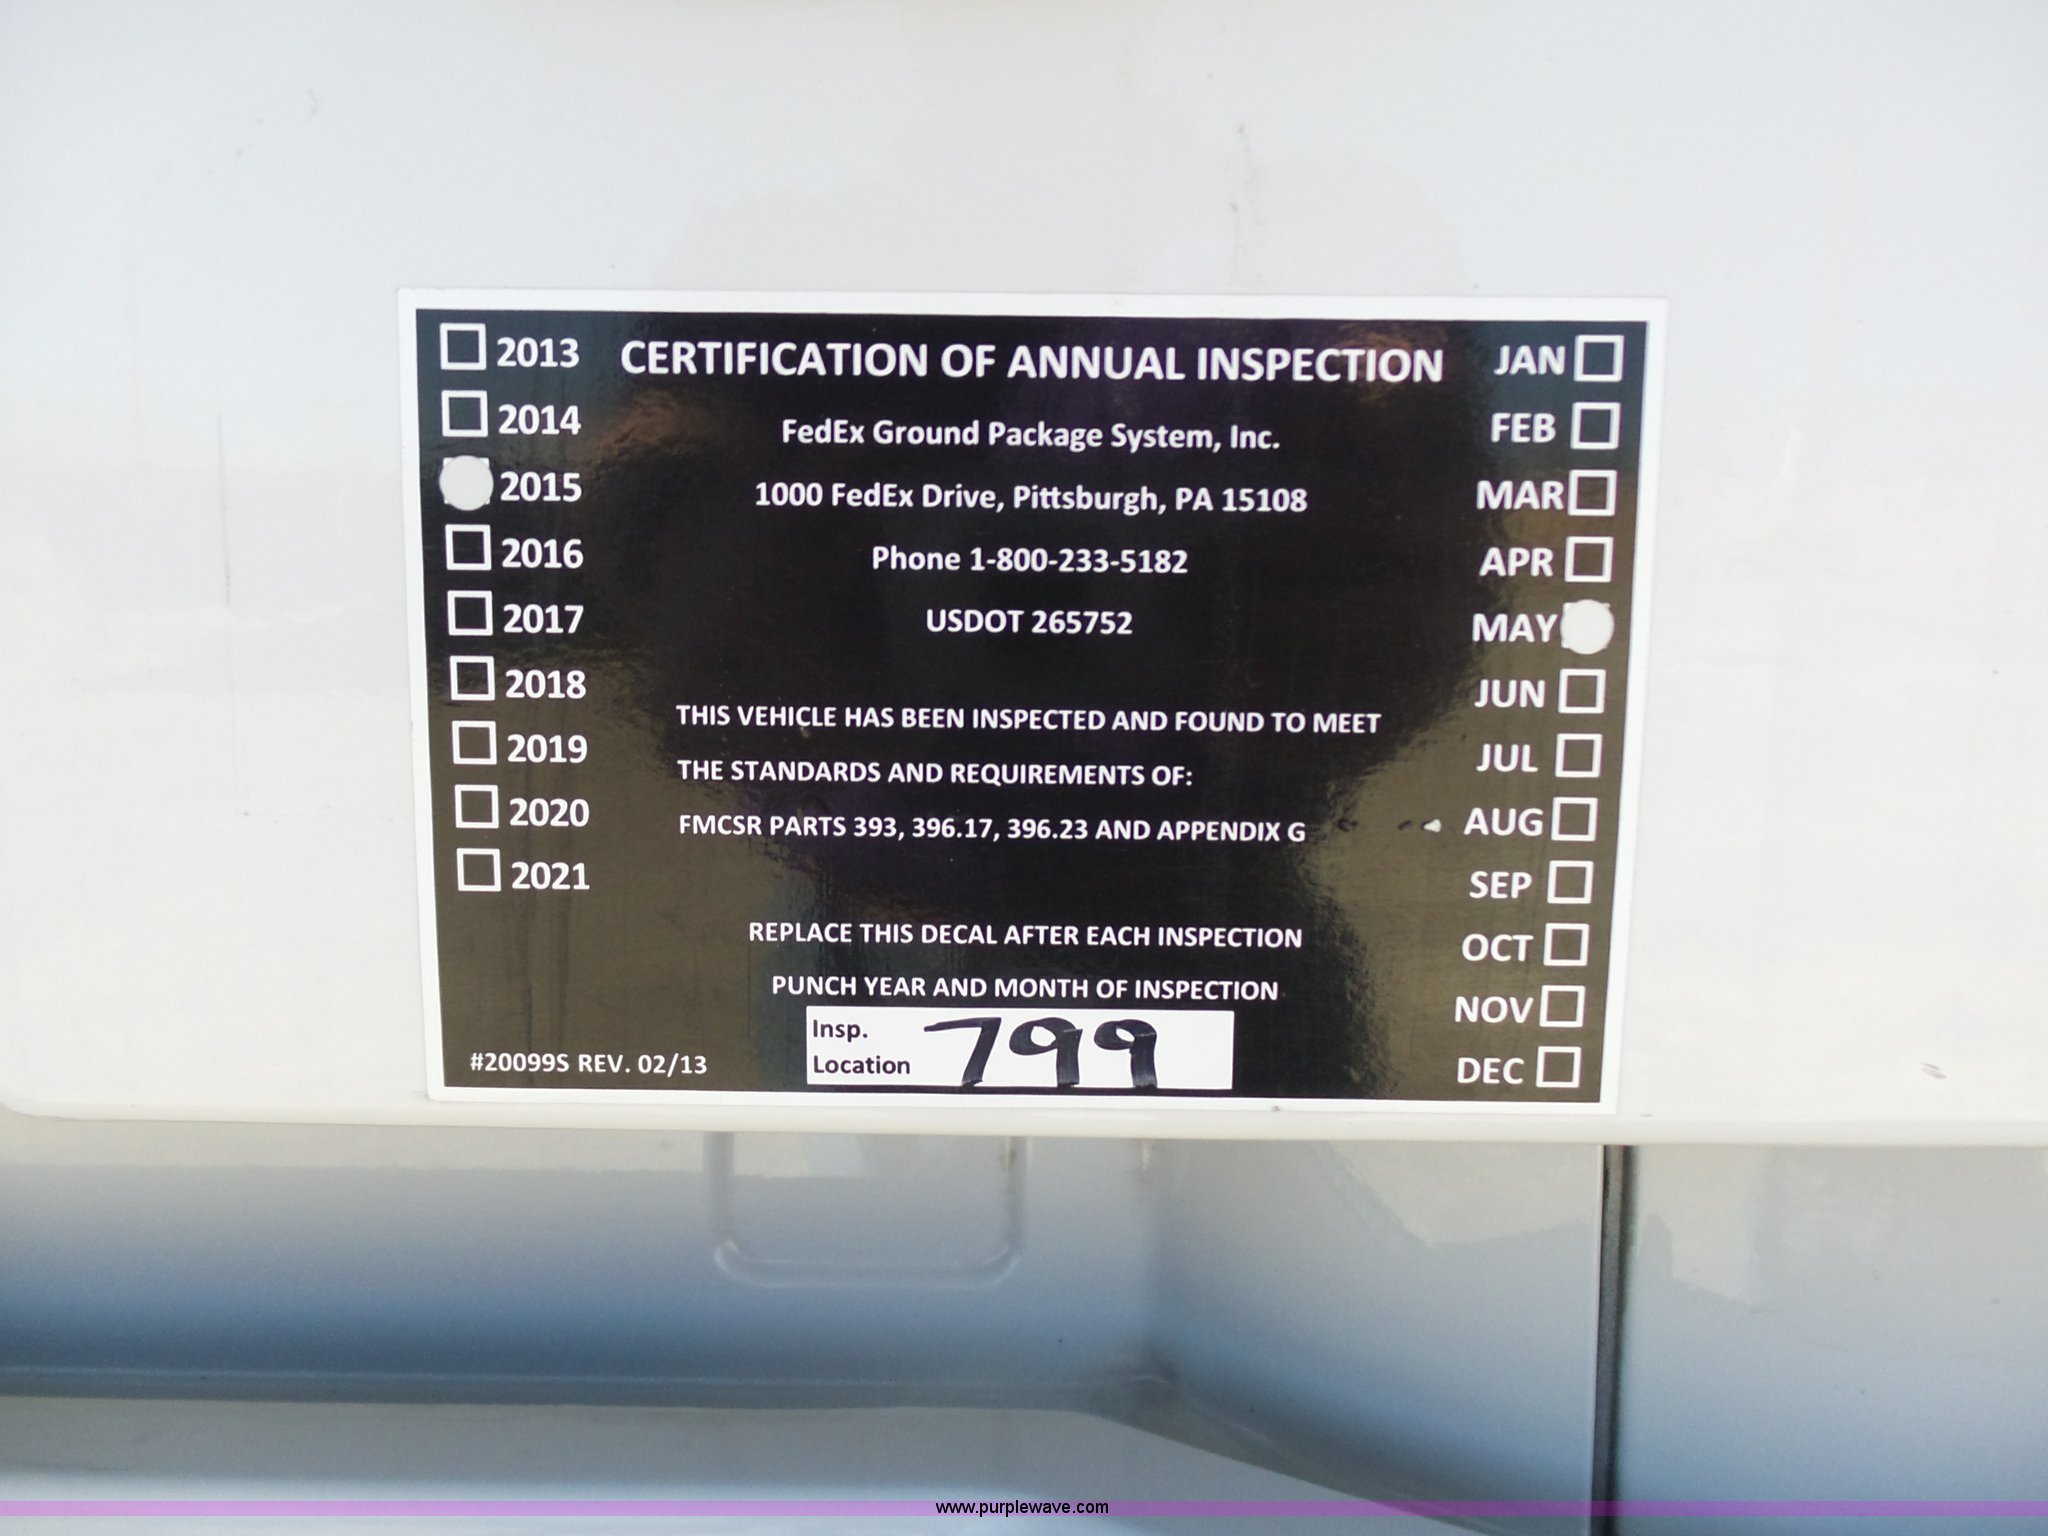 CERTIFICATION OF ANNUAL INSPECTION
FedEx Ground Package System, Inc.
1000 FedEx Drive, Pittsburgh, PA 15108
Phone 1-800-233-5182
USDOT 265752
THIS VEHICLE HAS BEEN INSPECTED AND FOUND TO MEET
THE STANDARDS AND REQUIREMENTS OF:
FMCSR PARTS 393, 396.17, 396.23 AND APPENDIX G
REPLACE THIS DECAL AFTER EACH INSPECTION
PUNCH YEAR AND MONTH OF INSPECTION
Insp.
Location 799
#20099S REV. 02/13
2013
2014
2015
2016
2017
2018
2019
2020
2021
JAN
FEB
MAR
APR
MAY
JUN
JUL
AUG
SEP
OCT
NOV
DEC
www.purplewave.com